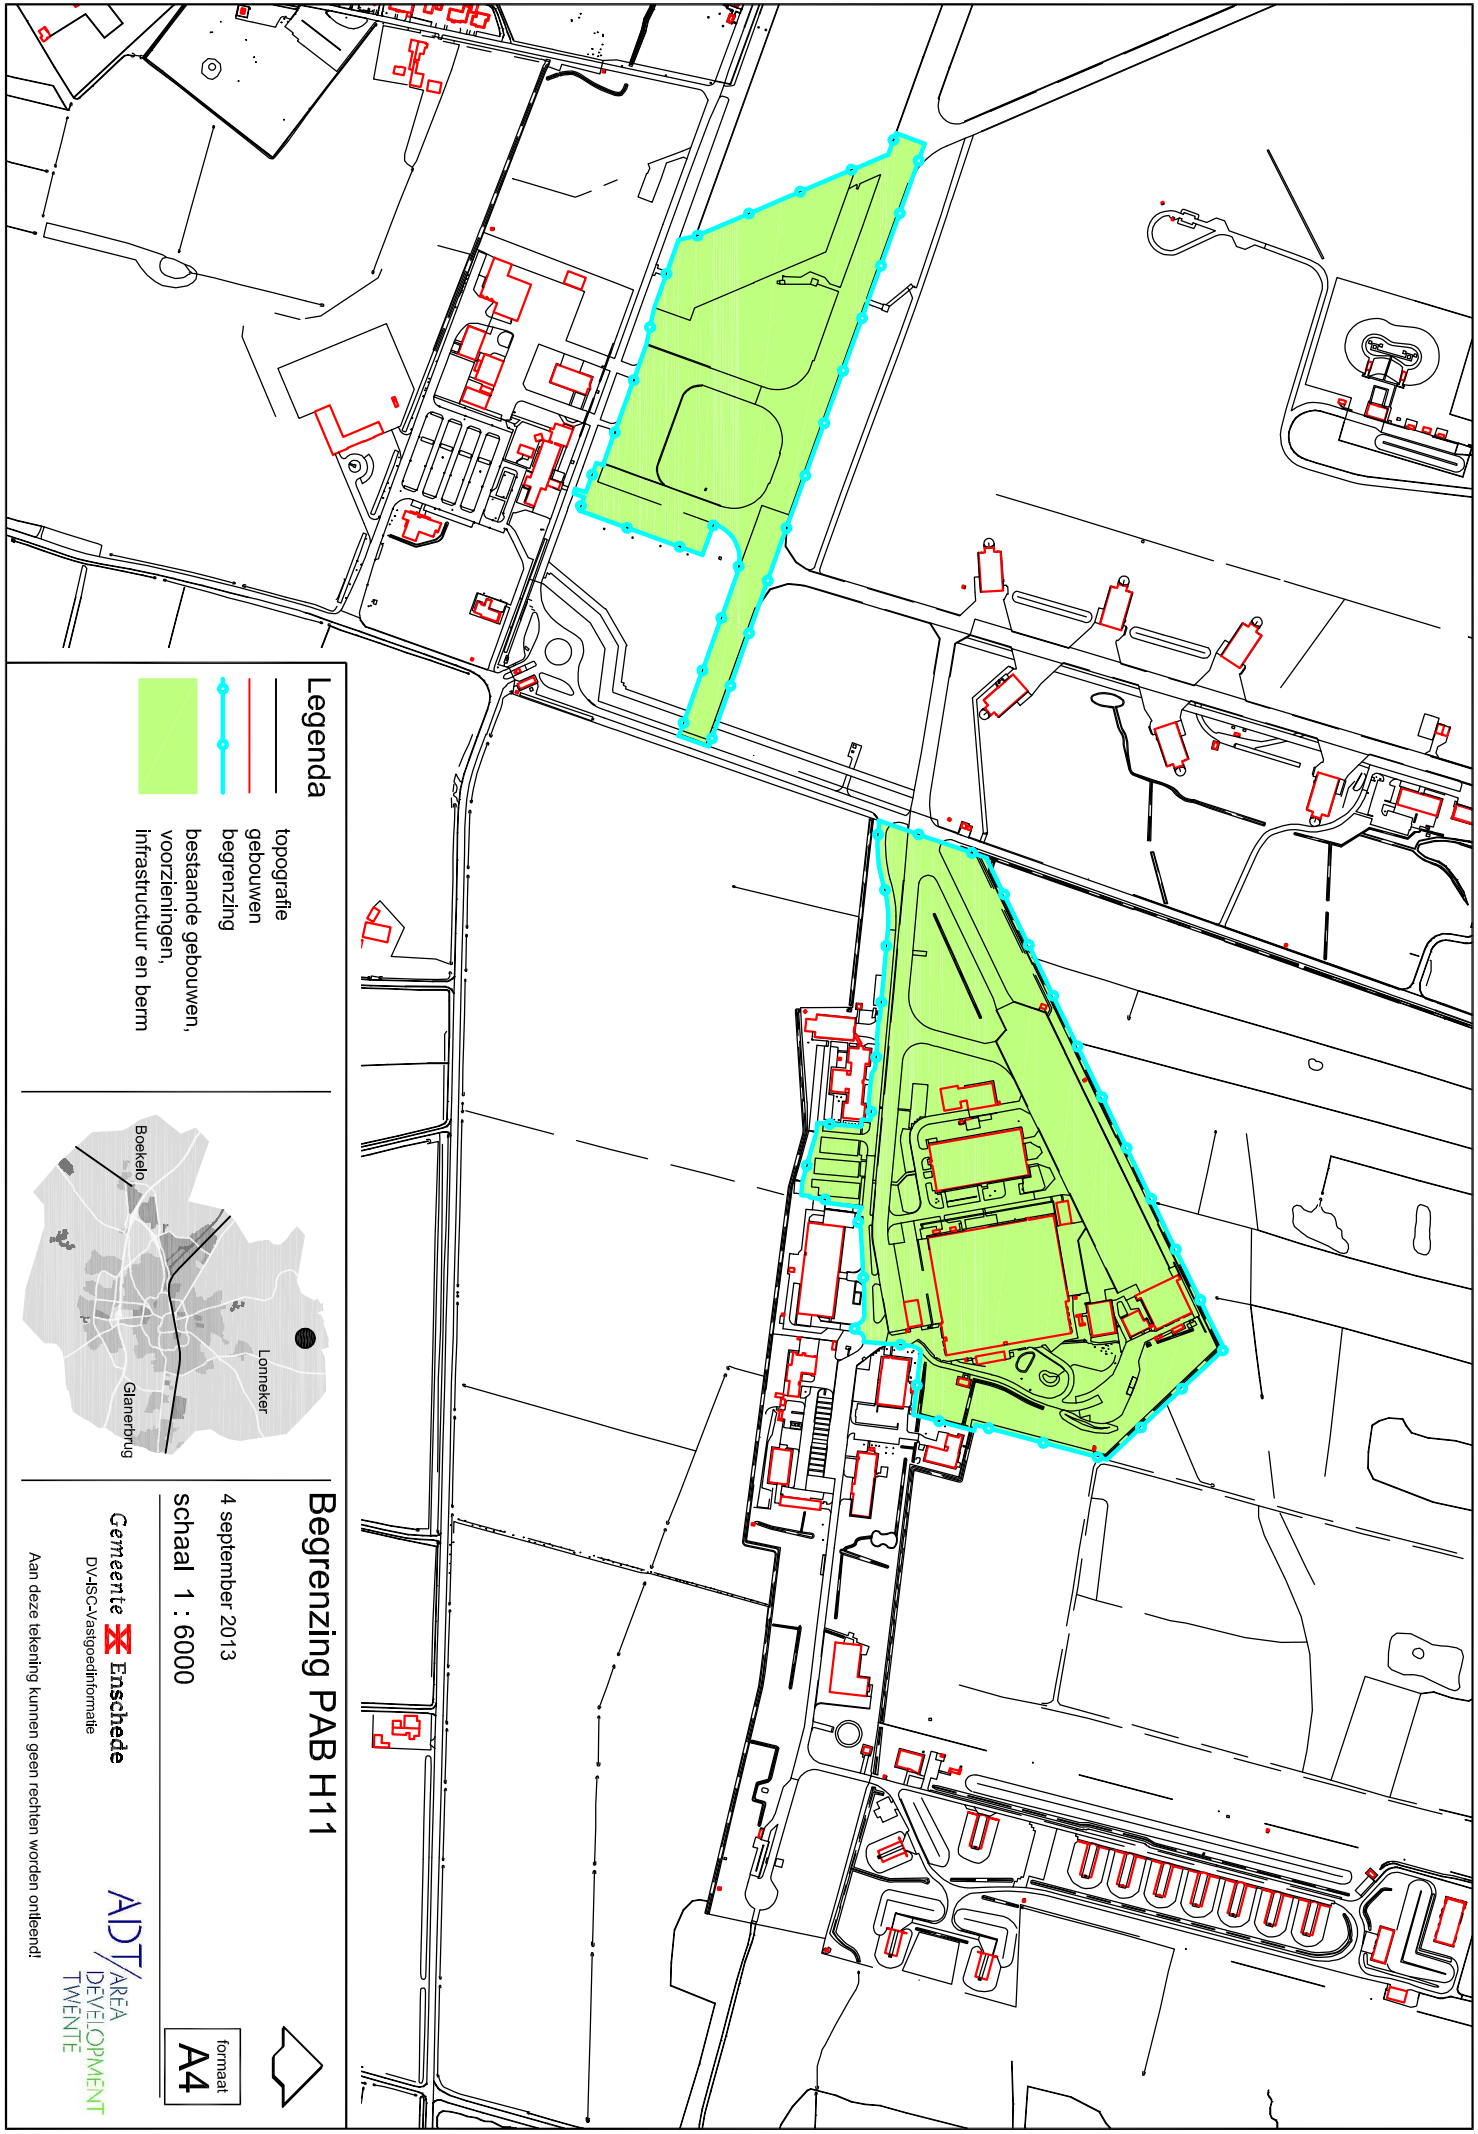 Legenda
topografie
gebouwen
begrenzing
bestaande gebouwen,
voorzieningen,
infrastructuur en berm
Boekelo
Lonneker
Glanerbrug
Begrenzing PAB H11
4 september 2013
schaal 1 : 6000
formaat
A4
Gemeente Enschede
DV-ISC-Vastgoedinformatie
ADT/AREA
DEVELOPMENT
TWENTE
Aan deze tekening kunnen geen rechten worden ontleend!